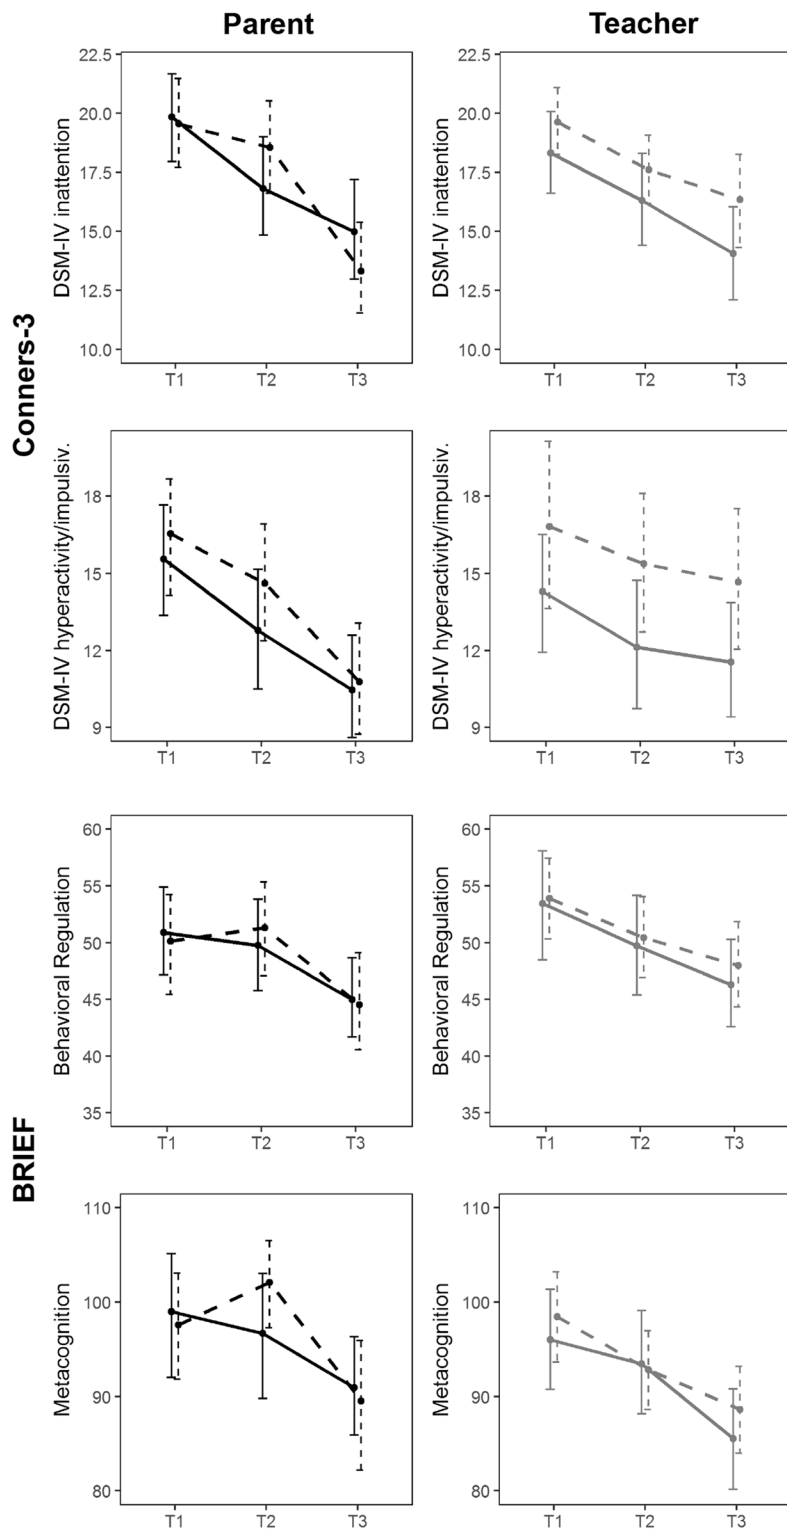 Parent
Teacher
Conners-3
DSM-IV inattention
22.5
20.0
17.5
15.0
12.5
10.0
T1 T2 T3
DSM-IV inattention
22.5
20.0
17.5
15.0
12.5
10.0
T1 T2 T3
DSM-IV hyperactivity/impulsiv.
18
15
12
9
T1 T2 T3
DSM-IV hyperactivity/impulsiv.
18
15
12
9
T1 T2 T3
BRIEF
Behavioral Regulation
60
55
50
45
40
35
T1 T2 T3
Behavioral Regulation
60
55
50
45
40
35
T1 T2 T3
Metacognition
110
100
90
80
T1 T2 T3
Metacognition
110
100
90
80
T1 T2 T3